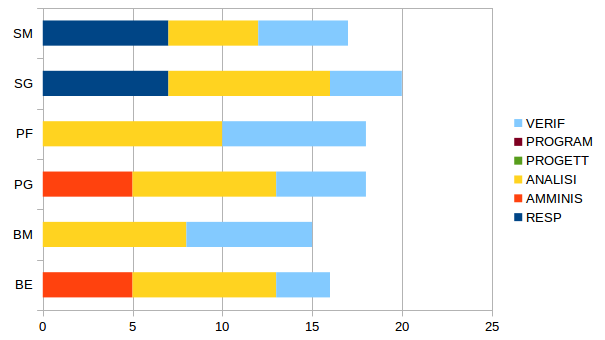 SM
SG
PF
PG
BM
BE
0 5 10 15 20 25
VERIF
PROGRAM
PROGETT
ANALISI
AMMINIS
RESP